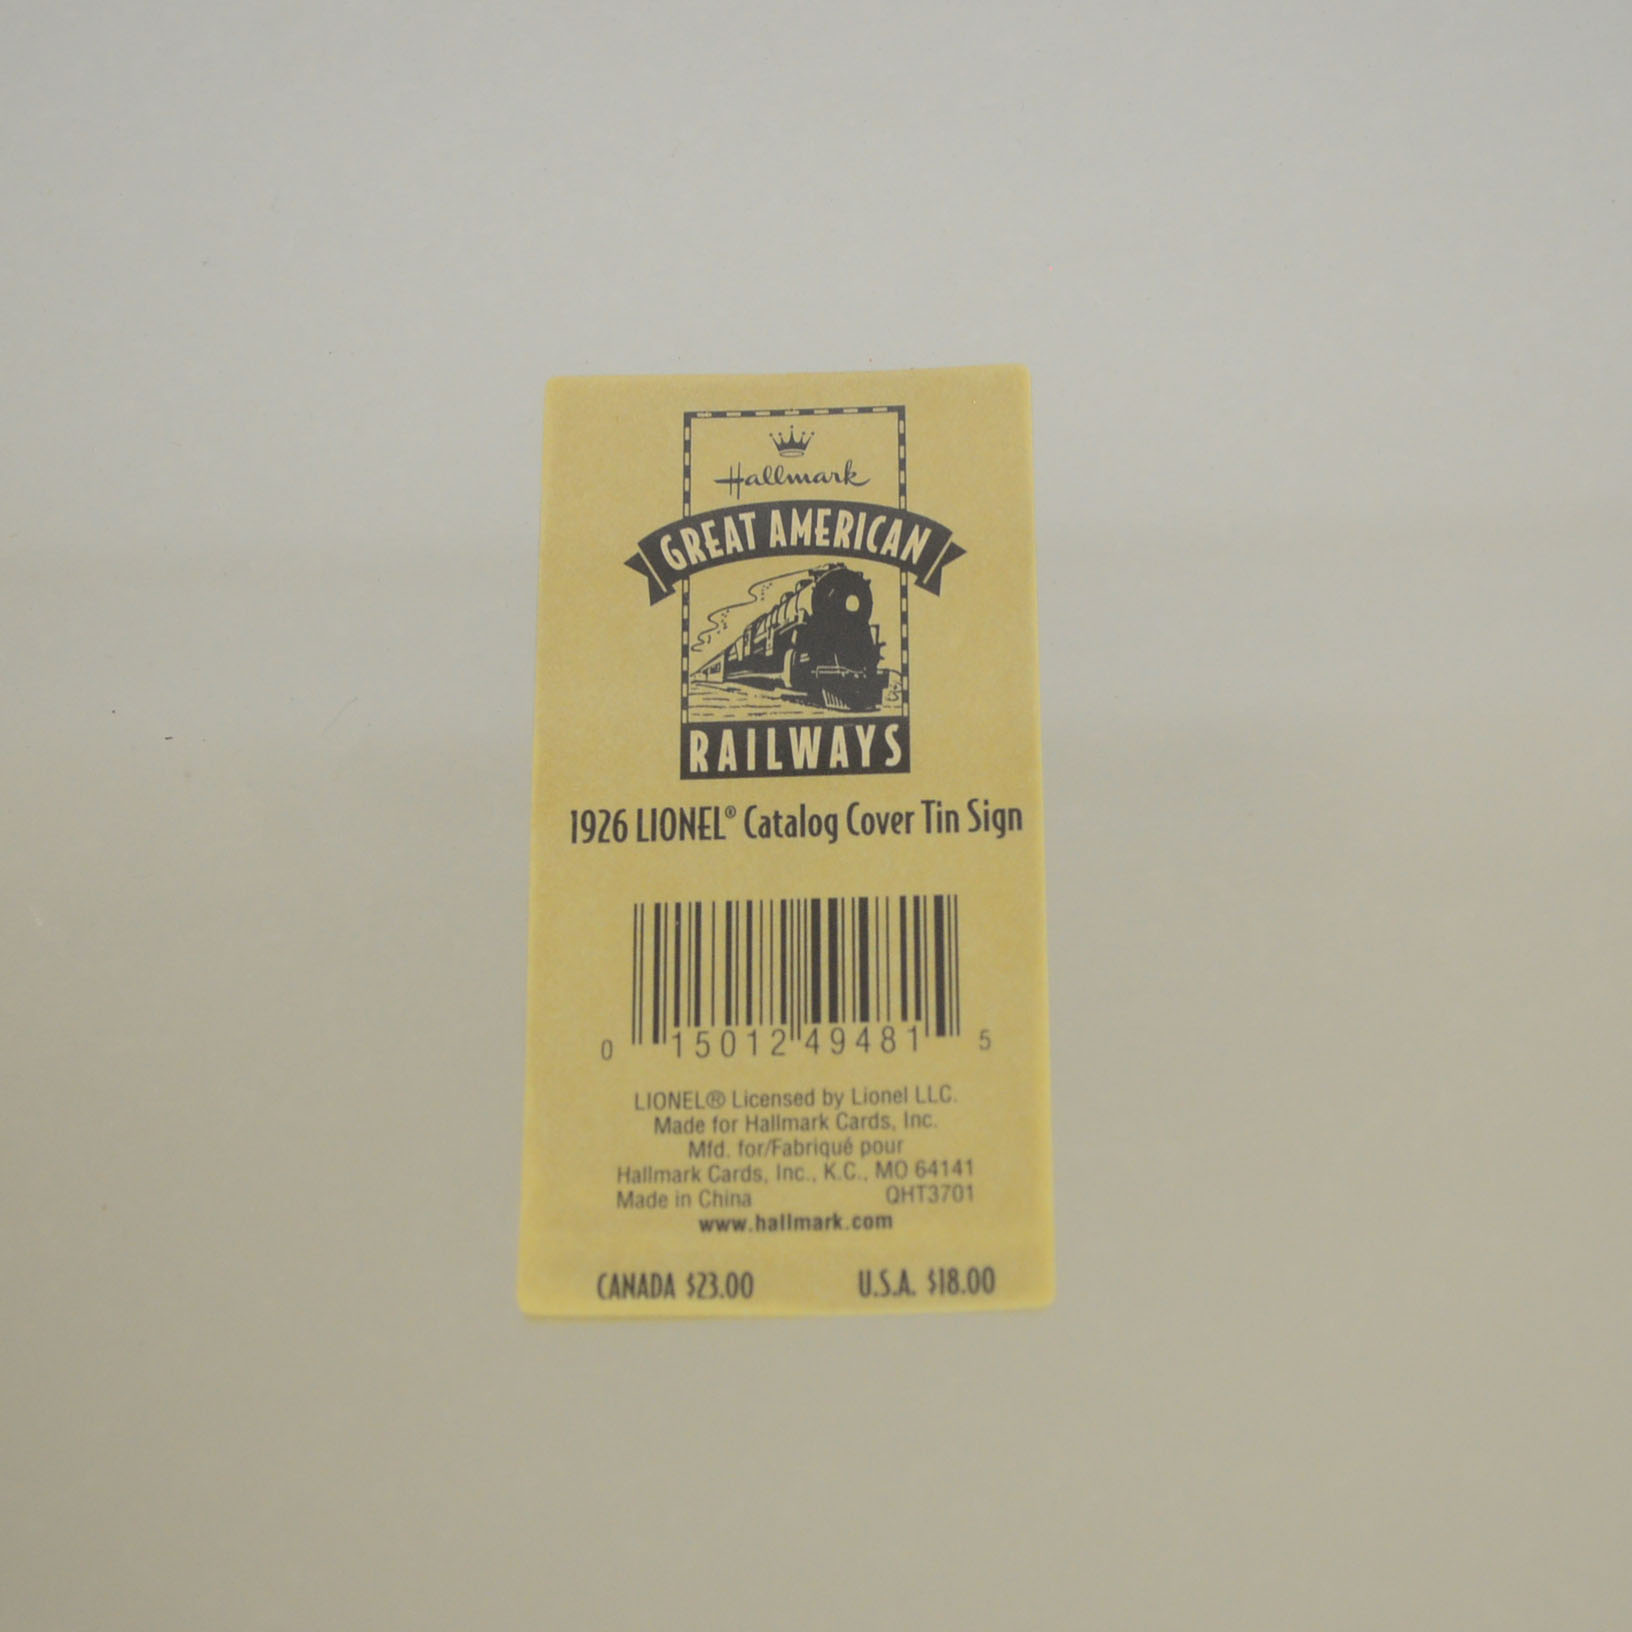 Hallmark
GREAT AMERICAN
RAILWAYS
1926 LIONEL® Catalog Cover Tin Sign
0 15012 49481 5
LIONEL® Licensed by Lionel LLC.
Made for Hallmark Cards, Inc.
Mfd. for/Fabriqué pour
Hallmark Cards, Inc., K.C., MO 64141
Made in China QHT3701
www.hallmark.com
CANADA $23.00 U.S.A. $18.00